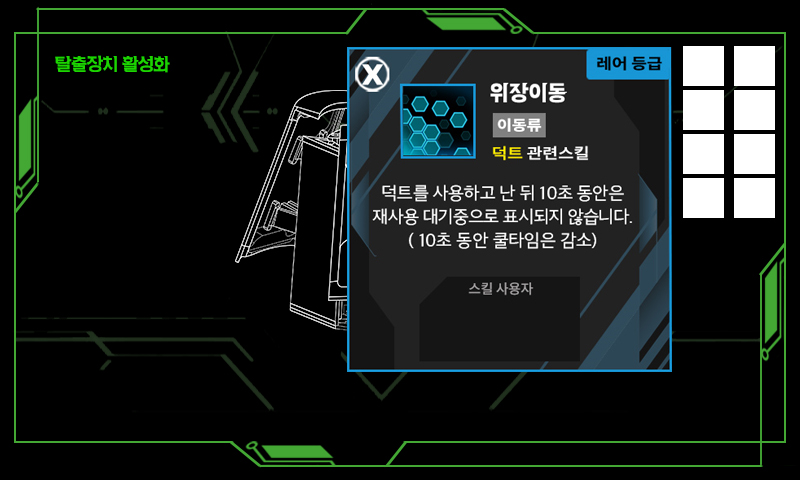 탈출장치 활성화
X
레어 등급
위장이동
이동류
덕트 관련스킬
덕트를 사용하고 난 뒤 10초 동안은
재사용 대기중으로 표시되지 않습니다.
( 10초 동안 쿨타임은 감소)
스킬 사용자